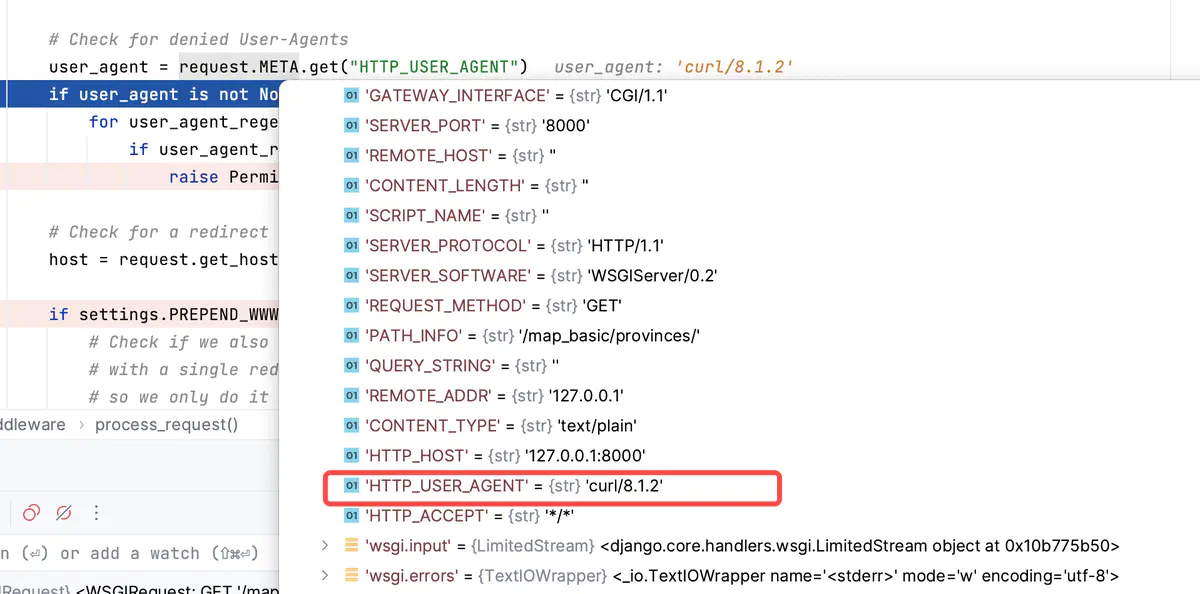 # Check for denied User-Agents
user_agent = request.META.get("HTTP_USER_AGENT")   user_agent: 'curl/8.1.2'
if user_agent is not No
for user_agent_rege
if user_agent_r
raise Permi
# Check for a redirect
host = request.get_host
if settings.PREPEND_WWW
# Check if we also
# with a single red
# so we only do it
ddleware › process_request()
n (⏎) or add a watch (⇧⌘⏎)
Request} <WSGIRequest: GET '/map
01 'GATEWAY_INTERFACE' = {str} 'CGI/1.1'
01 'SERVER_PORT' = {str} '8000'
01 'REMOTE_HOST' = {str} ''
01 'CONTENT_LENGTH' = {str} ''
01 'SCRIPT_NAME' = {str} ''
01 'SERVER_PROTOCOL' = {str} 'HTTP/1.1'
01 'SERVER_SOFTWARE' = {str} 'WSGIServer/0.2'
01 'REQUEST_METHOD' = {str} 'GET'
01 'PATH_INFO' = {str} '/map_basic/provinces/'
01 'QUERY_STRING' = {str} ''
01 'REMOTE_ADDR' = {str} '127.0.0.1'
01 'CONTENT_TYPE' = {str} 'text/plain'
01 'HTTP_HOST' = {str} '127.0.0.1:8000'
01 'HTTP_USER_AGENT' = {str} 'curl/8.1.2'
01 'HTTP_ACCEPT' = {str} '*/*'
'wsgi.input' = {LimitedStream} <django.core.handlers.wsgi.LimitedStream object at 0x10b775b50>
'wsgi.errors' = {TextIOWrapper} <_io.TextIOWrapper name='<stderr>' mode='w' encoding='utf-8'>